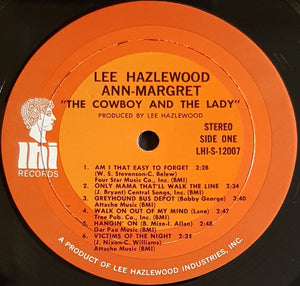 LEE HAZLEWOOD
ANN-MARGRET
"THE COWBOY AND THE LADY"
PRODUCED BY LEE HAZLEWOOD
STEREO
SIDE ONE
LHI-S-12007
lhi
RECORDS
1. AM I THAT EASY TO FORGET 2:28
(W. S. Stevenson-C. Belew)
Four Star Music Co., Inc. (BMI)
2. ONLY MAMA THAT'LL WALK THE LINE 2:34
(J. Bryant) Central Songs, Inc. (BMI)
3. GREYHOUND BUS DEPOT (Bobby George) 3:40
Attache Music (BMI)
4. WALK ON OUT OF MY MIND (Lane) 2:47
Tree Pub. Co., Inc. (BMI)
5. HANGIN' ON (B. Mize-I. Allan) 2:48
Gar Pax Music (BMI)
6. VICTIMS OF THE NIGHT 2:31
(J. Nixon-C. Williams)
Attache Music (BMI)
A PRODUCT OF LEE HAZLEWOOD INDUSTRIES, INC.